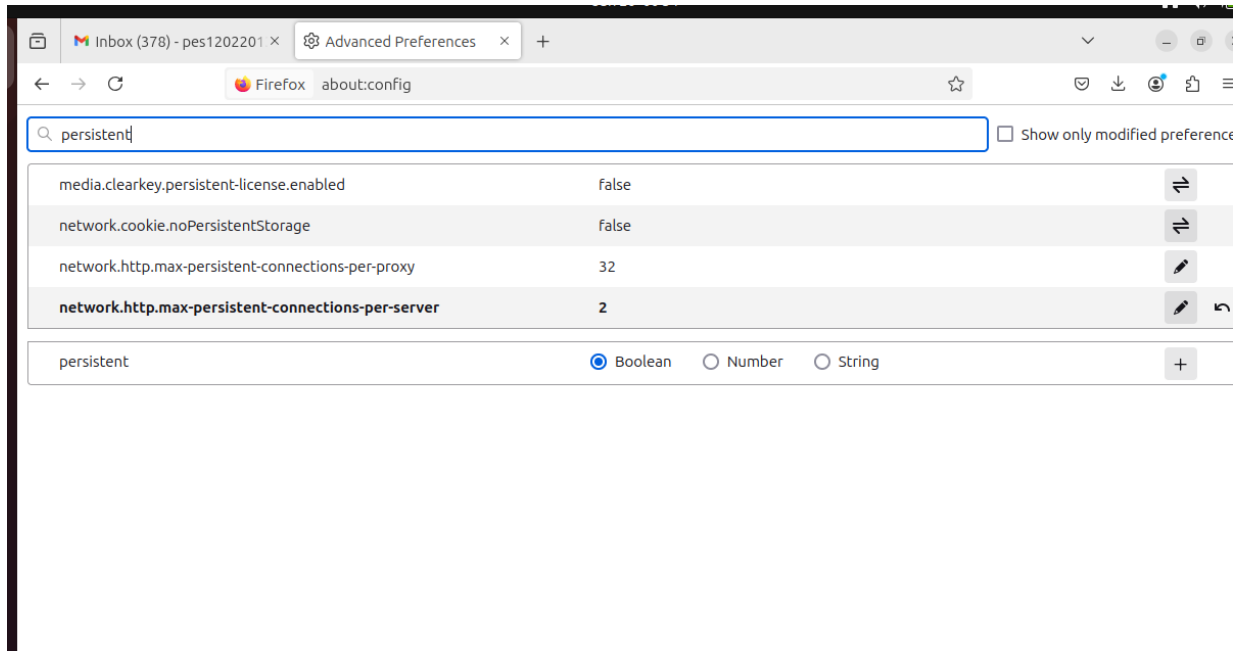 Inbox (378) - pes1202201 Advanced Preferences
Firefox about:config
persistent Show only modified preference
media.clearkey.persistent-license.enabled false
network.cookie.noPersistentStorage false
network.http.max-persistent-connections-per-proxy 32
network.http.max-persistent-connections-per-server 2
persistent Boolean Number String